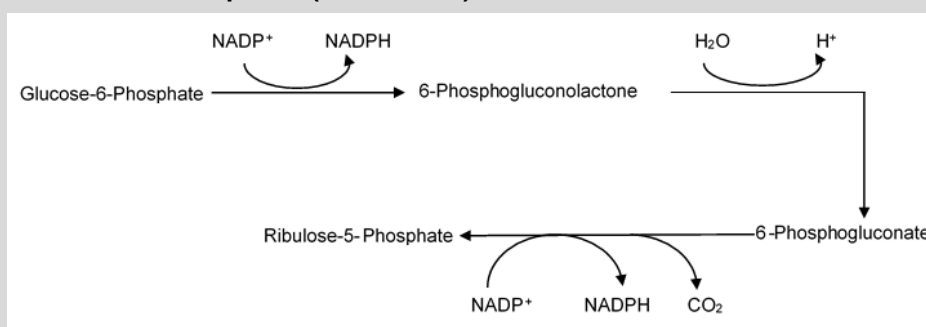 NADP⁺ NADPH H₂O H⁺
Glucose-6-Phosphate 6-Phosphogluconolactone
Ribulose-5-Phosphate 6-Phosphogluconate
NADP⁺ NADPH CO₂